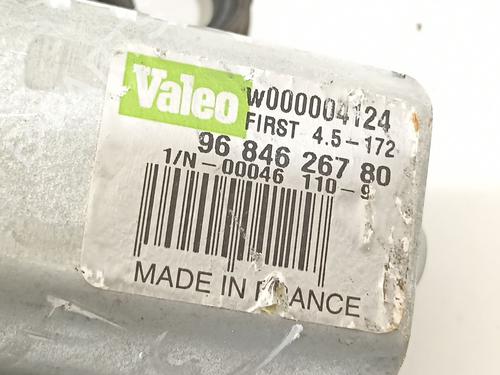 Valeo
W000004124
FIRST 4.5-172
96 846 267 80
1/N-00046 110-9
MADE IN FRANCE